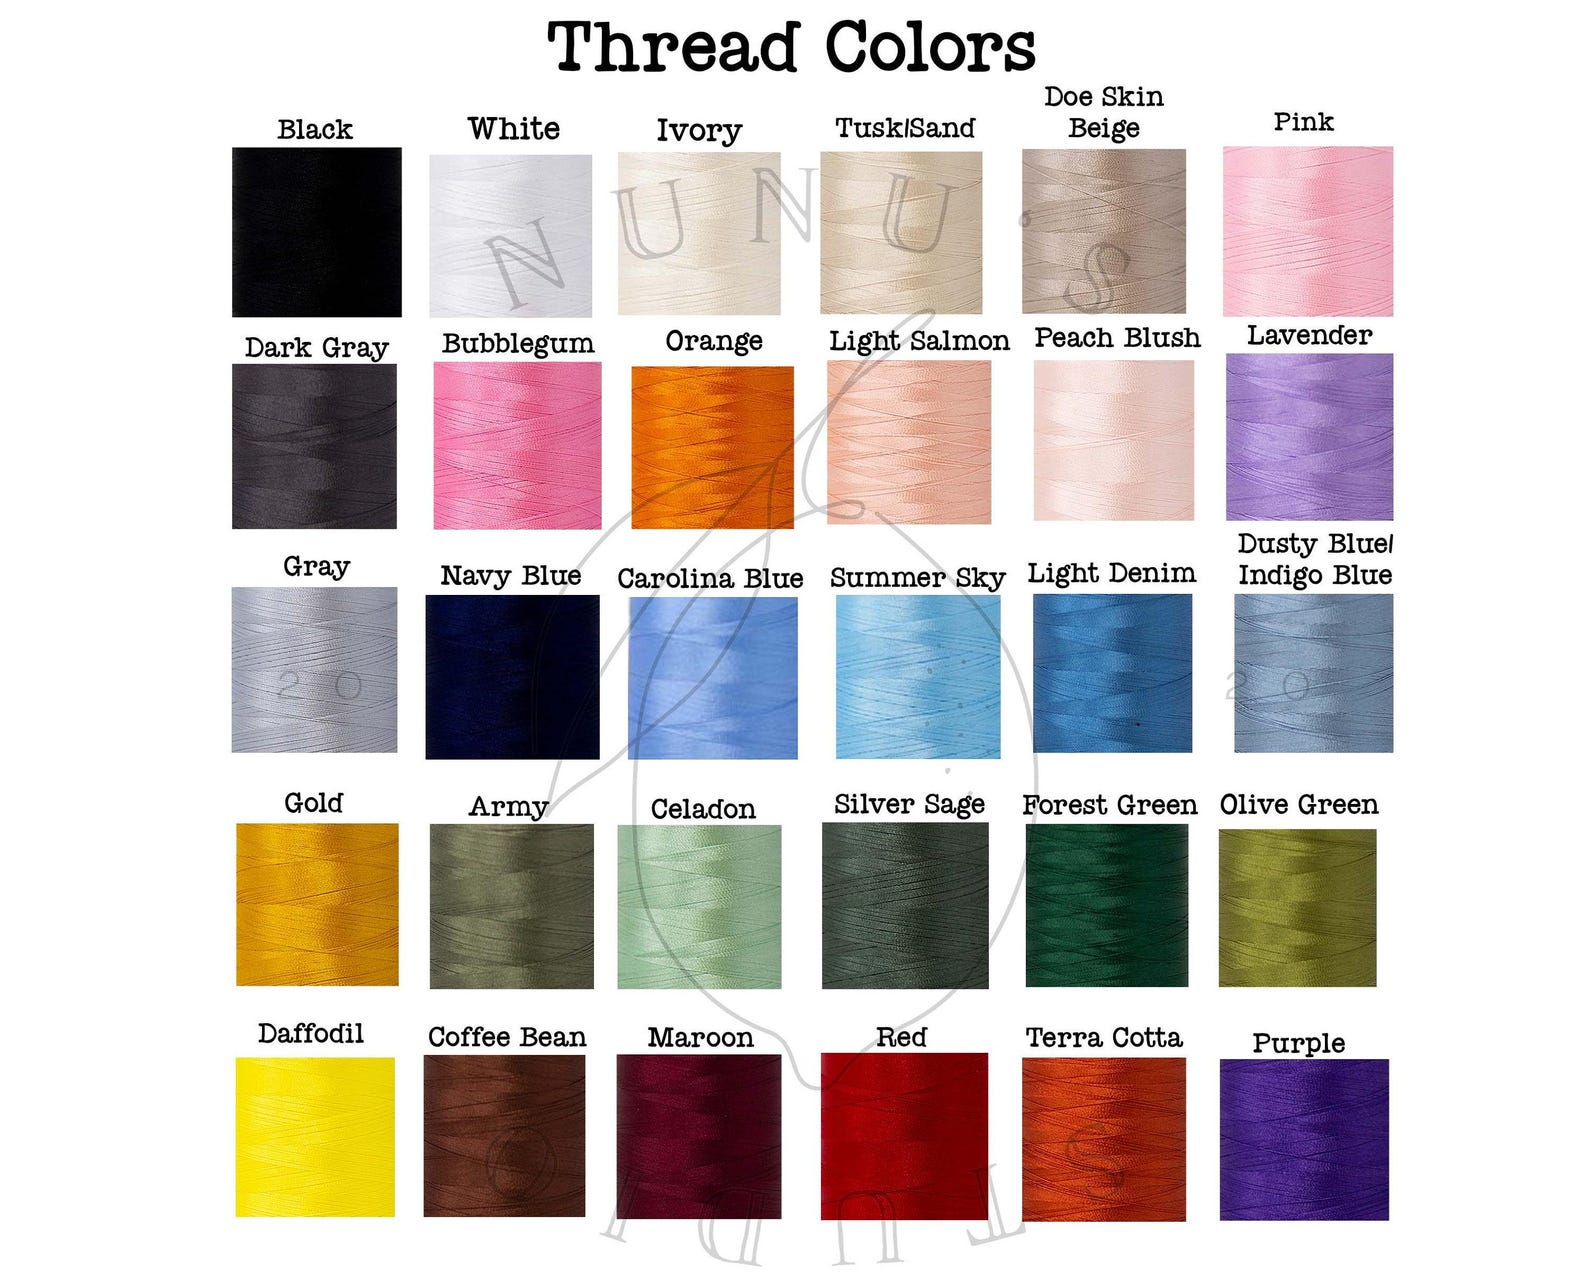 Thread Colors
Black
White
Ivory
Tusk/Sand
Doe Skin
Beige
Pink
NUNU's
Dark Gray
Bubblegum
Orange
Light Salmon
Peach Blush
Lavender
Gray
Navy Blue
Carolina Blue
Summer Sky
Light Denim
Dusty Blue/
Indigo Blue
20
20
Gold
Army
Celadon
Silver Sage
Forest Green
Olive Green
Daffodil
Coffee Bean
Maroon
Red
Terra Cotta
Purple
STUDIO